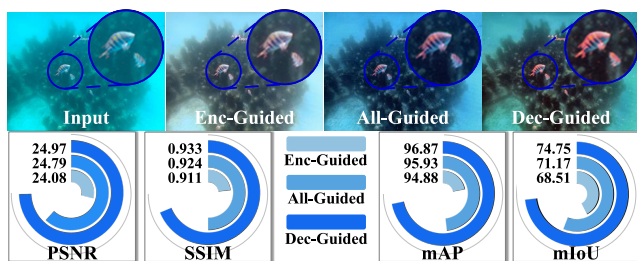 Input
Enc-Guided
All-Guided
Dec-Guided
24.97
24.79
24.08
PSNR
0.933
0.924
0.911
SSIM
Enc-Guided
All-Guided
Dec-Guided
96.87
95.93
94.88
mAP
74.75
71.17
68.51
mIoU